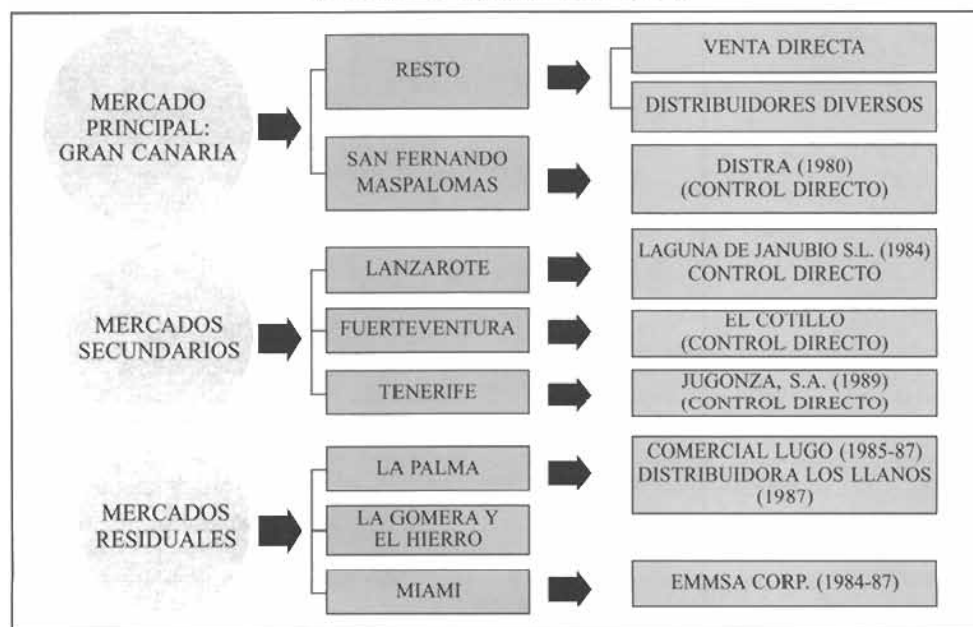 MERCADO
PRINCIPAL:
GRAN CANARIA
RESTO
VENTA DIRECTA
DISTRIBUIDORES DIVERSOS
SAN FERNANDO
MASPALOMAS
DISTRA (1980)
(CONTROL DIRECTO)
MERCADOS
SECUNDARIOS
LANZAROTE
LAGUNA DE JANUBIO S.L. (1984)
CONTROL DIRECTO
FUERTEVENTURA
EL COTILLO
(CONTROL DIRECTO)
TENERIFE
JUGONZA, S.A. (1989)
(CONTROL DIRECTO)
MERCADOS
RESIDUALES
LA PALMA
COMERCIAL LUGO (1985-87)
DISTRIBUIDORA LOS LLANOS
(1987)
LA GOMERA Y
EL HIERRO
MIAMI
EMMSA CORP. (1984-87)